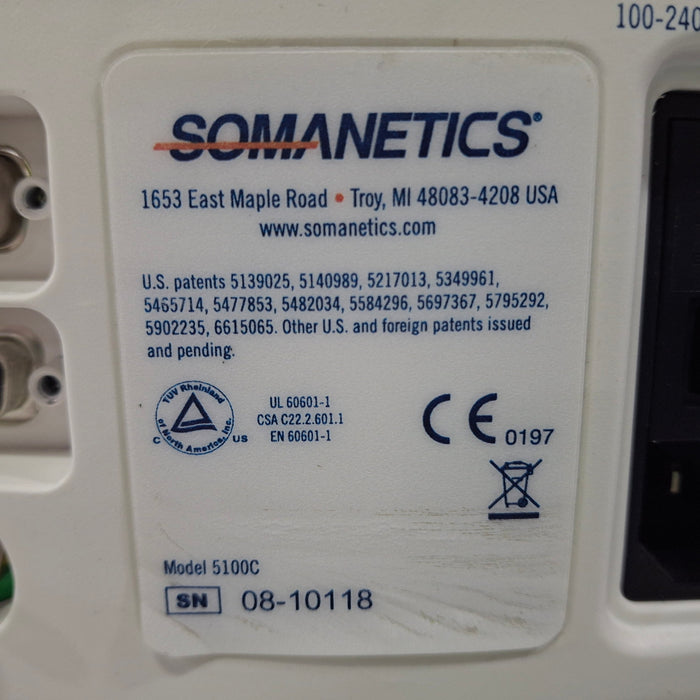 100-240
SOMANETICS®
1653 East Maple Road • Troy, MI 48083-4208 USA
www.somanetics.com
U.S. patents 5139025, 5140989, 5217013, 5349961,
5465714, 5477853, 5482034, 5584296, 5697367, 5795292,
5902235, 6615065. Other U.S. and foreign patents issued
and pending.
TUV Rheinland
of North America, Inc.
C US
UL 60601-1
CSA C22.2.601.1
EN 60601-1
CE 0197
Model 5100C
SN 08-10118